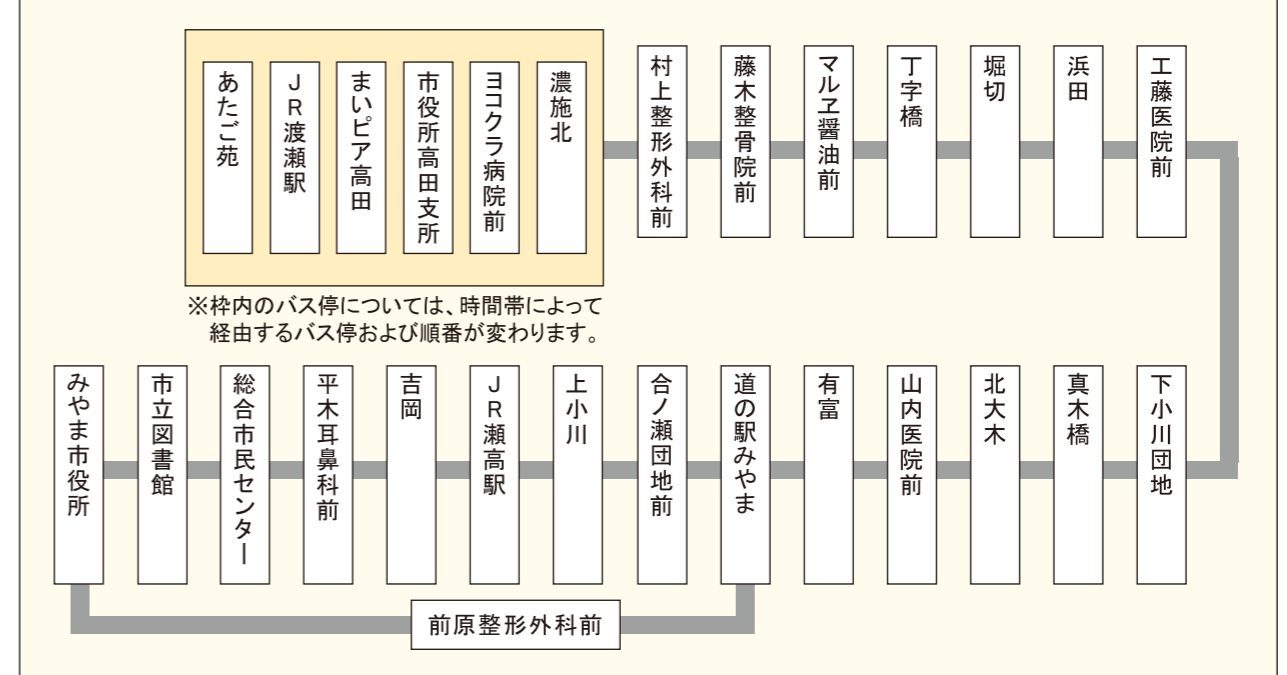 あたご苑
JR渡瀬駅
まいピア高田
市役所高田支所
ヨコクラ病院前
濃施北
村上整形外科前
藤木整骨院前
マルヱ醤油前
丁字橋
堀切
浜田
工藤医院前
※枠内のバス停については、時間帯によって
経由するバス停および順番が変わります。
みやま市役所
市立図書館
総合市民センター
平木耳鼻科前
吉岡
JR瀬高駅
上小川
合ノ瀬団地前
道の駅みやま
有富
山内医院前
北大木
真木橋
下小川団地
前原整形外科前